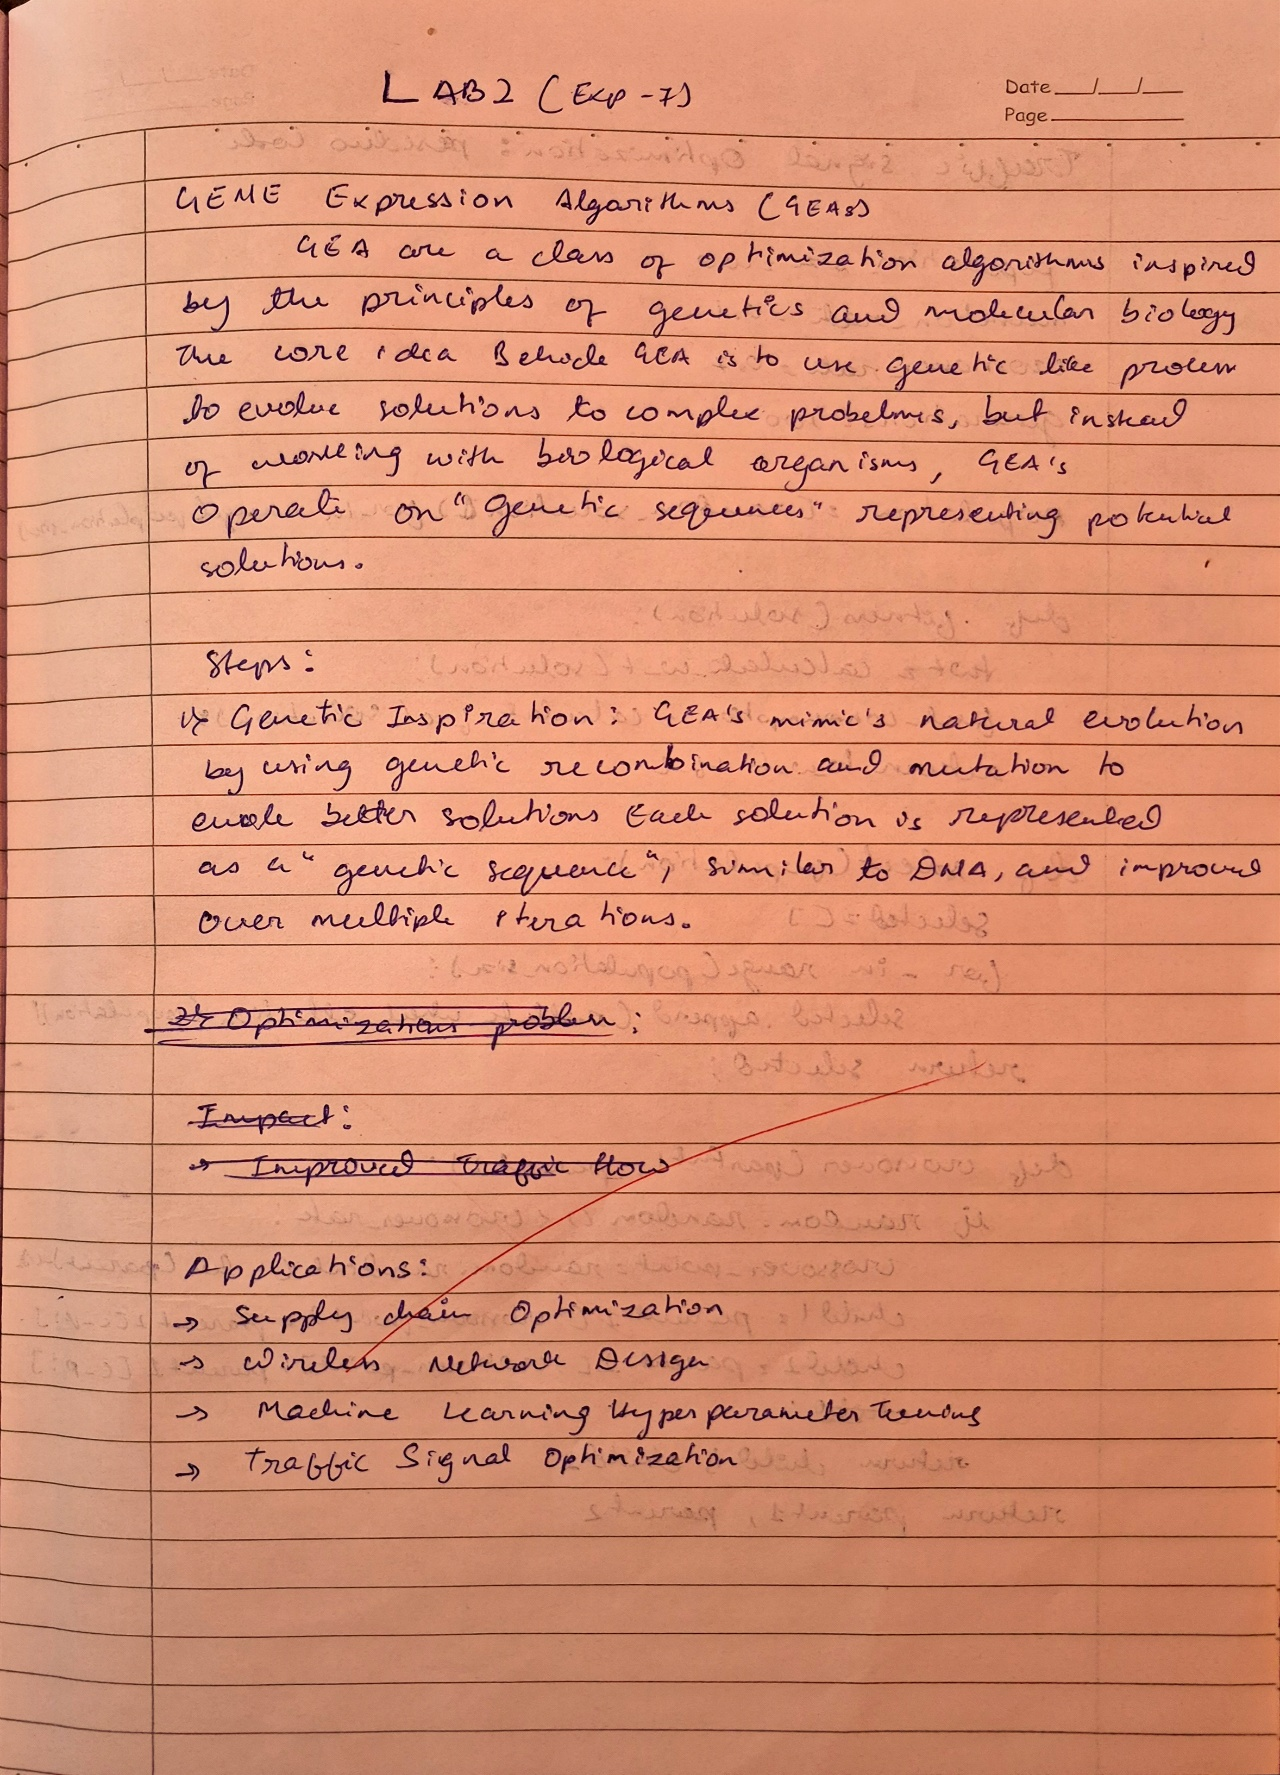 LAB2 (Exp-7)
Date __/__/__
Page
GENE Expression Algorithms (GEAs)
GEA are a class of optimization algorithms inspired
by the principles of genetics and molecular biology
The core idea Behide GEA is to use genetic like process
to evolve solutions to complex probelms, but instead
of working with biological organisms, GEA's
Operate on "Genetic sequences" representing potential
solutions.
Steps:
1) Genetic Inspiration: GEA's mimic's natural evolution
by using genetic recombination and mutation to
evole better solutions Each solution is represented
as a "genetic sequence", similar to DNA, and improved
over multiple iterations.
2) Optimizations problem:
Impact:
→ Improved Traffic flow
Applications:
→ Supply chain Optimization
→ Wireless Network Design
→ Machine Learning Hyperparameter Tuning
→ Traffic Signal Optimization